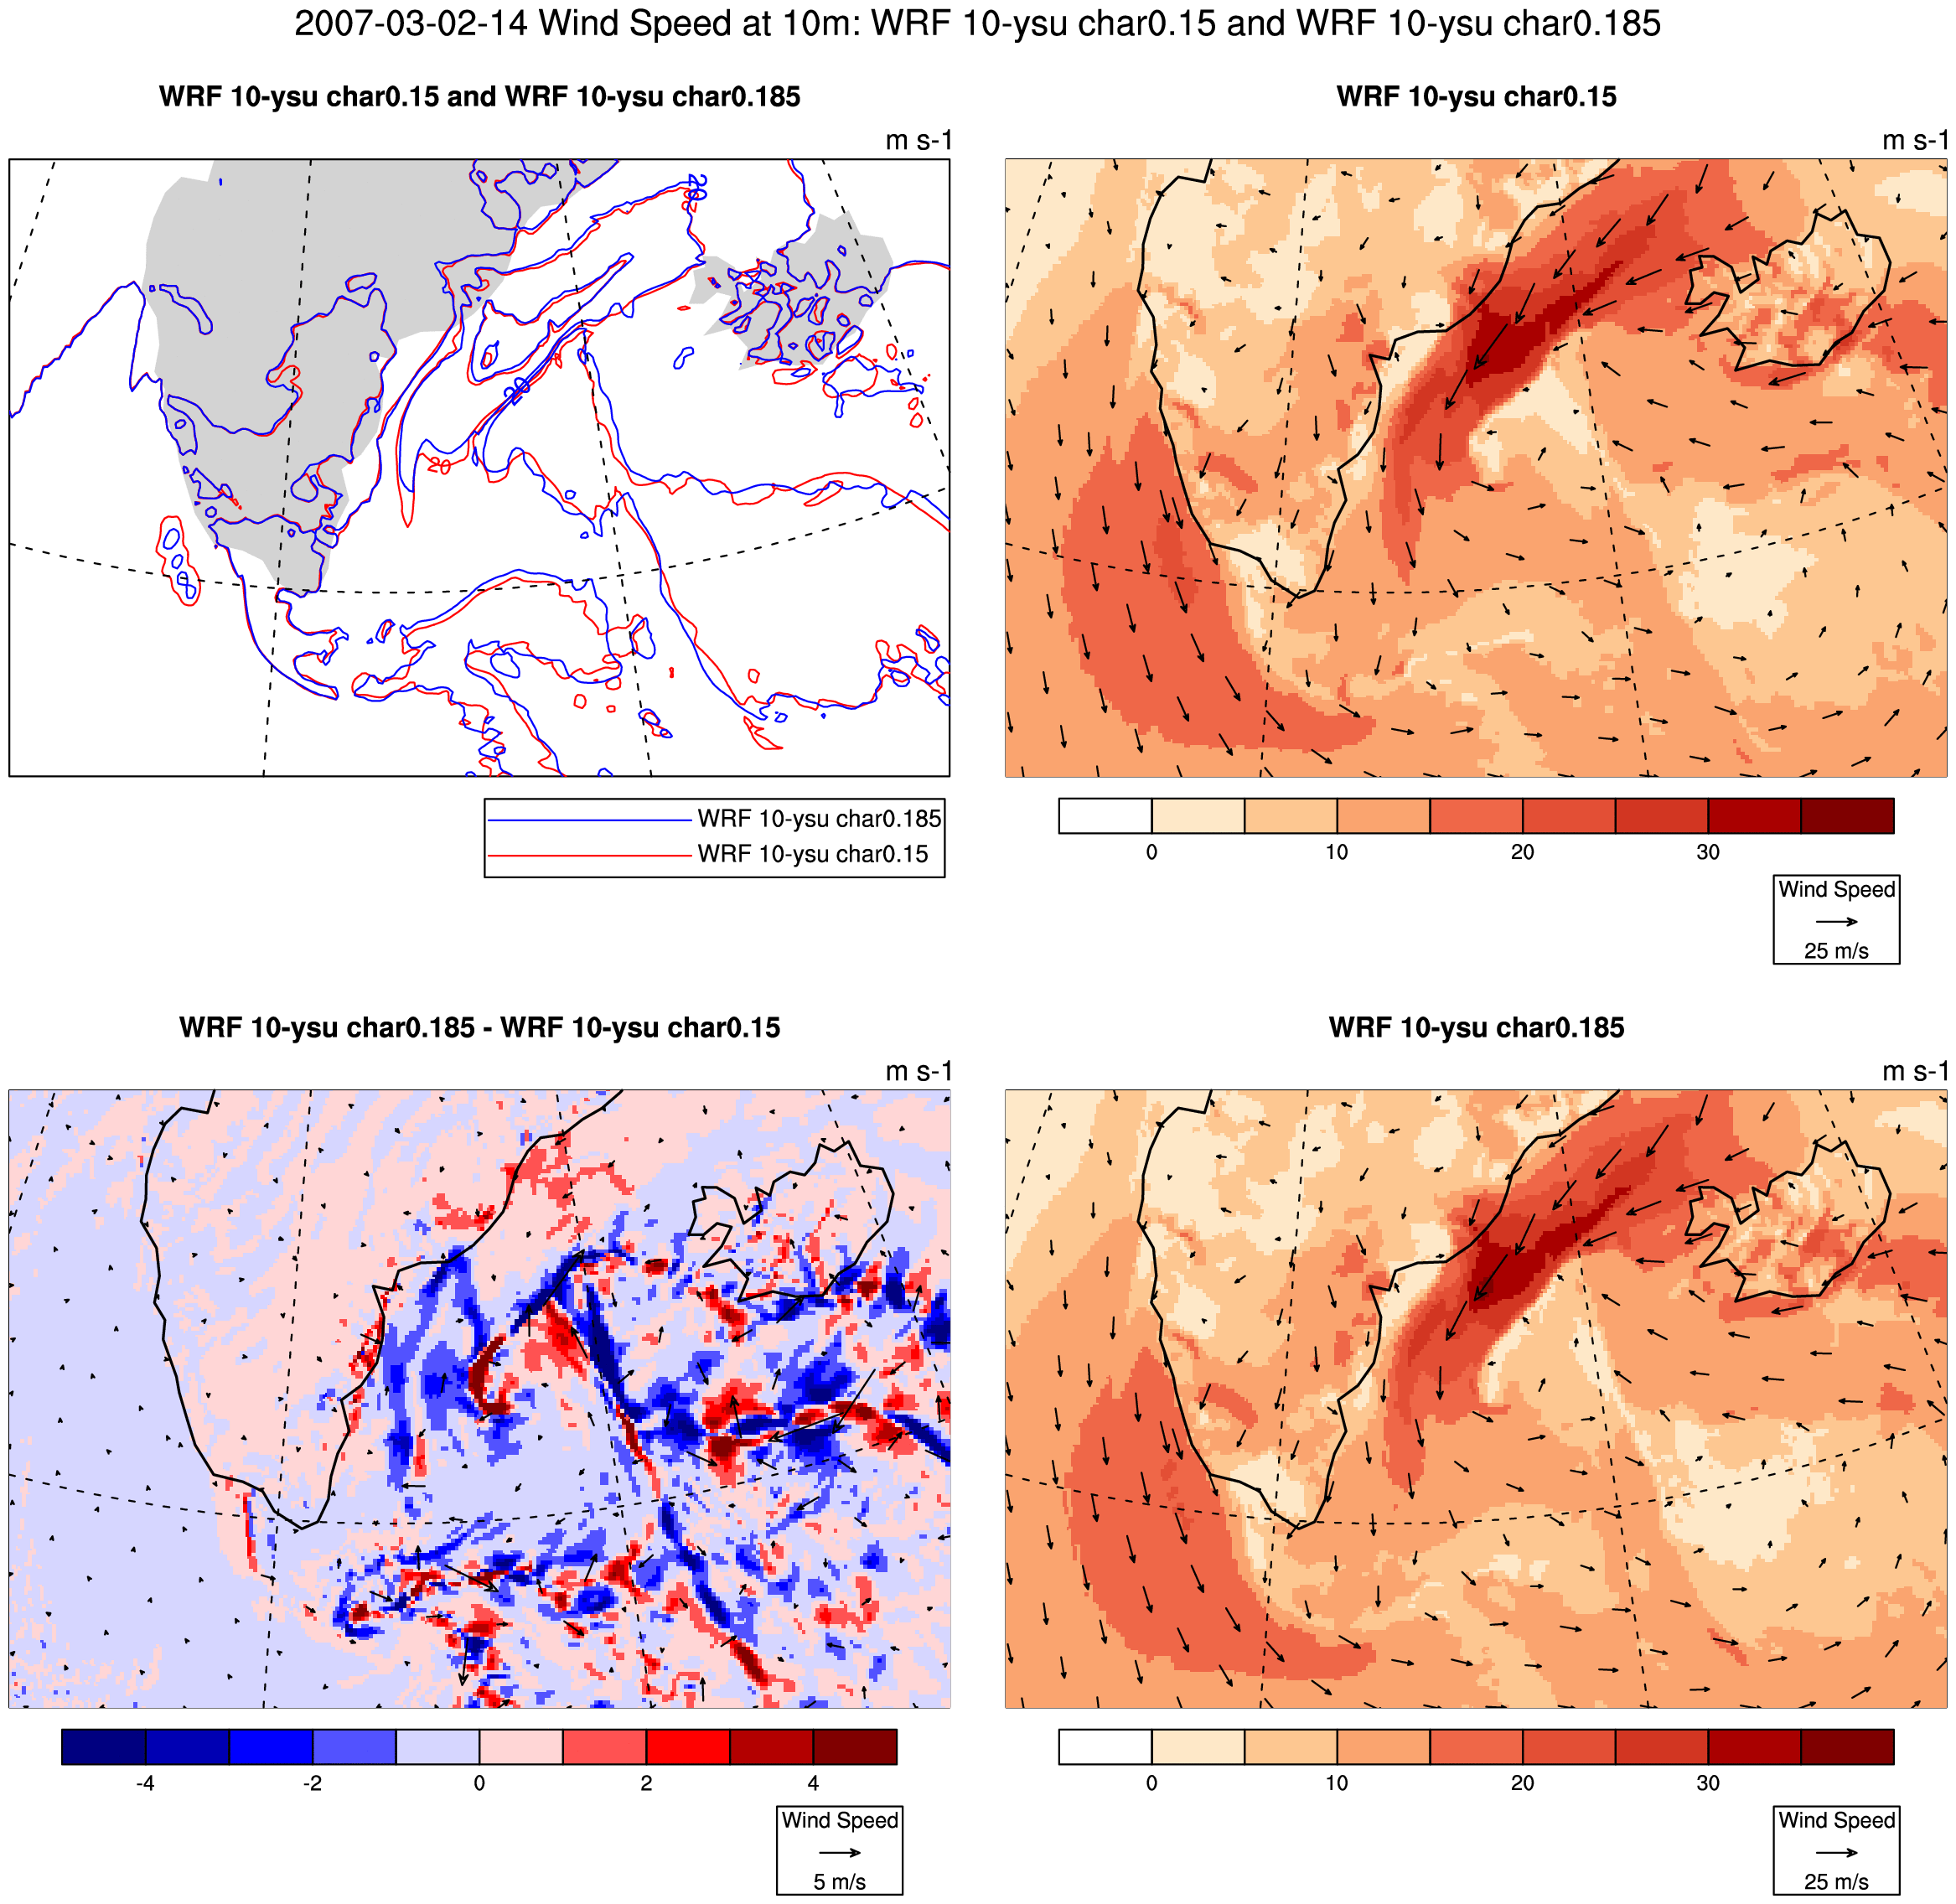 2007-03-02-14 Wind Speed at 10m: WRF 10-ysu char0.15 and WRF 10-ysu char0.185
WRF 10-ysu char0.15 and WRF 10-ysu char0.185
m s-1
20
20
20
20
WRF 10-ysu char0.185
WRF 10-ysu char0.15
WRF 10-ysu char0.15
m s-1
0 10 20 30
Wind Speed
25 m/s
WRF 10-ysu char0.185 - WRF 10-ysu char0.15
m s-1
-4 -2 0 2 4
Wind Speed
5 m/s
WRF 10-ysu char0.185
m s-1
0 10 20 30
Wind Speed
25 m/s